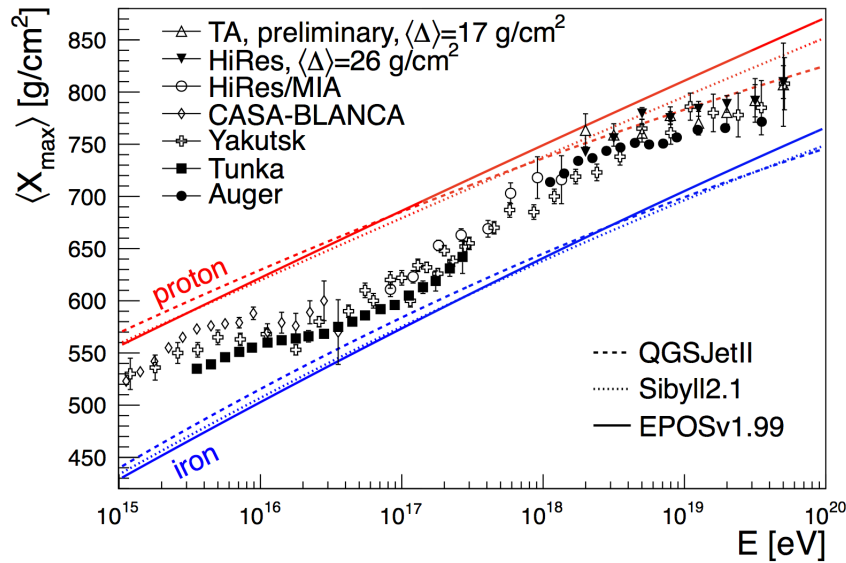 ⟨X_max⟩ [g/cm²]
850
800
750
700
650
600
550
500
450
TA, preliminary, ⟨Δ⟩=17 g/cm²
HiRes, ⟨Δ⟩=26 g/cm²
HiRes/MIA
CASA-BLANCA
Yakutsk
Tunka
Auger
proton
iron
QGSJetII
Sibyll2.1
EPOSv1.99
10¹⁵ 10¹⁶ 10¹⁷ 10¹⁸ 10¹⁹ 10²⁰
E [eV]